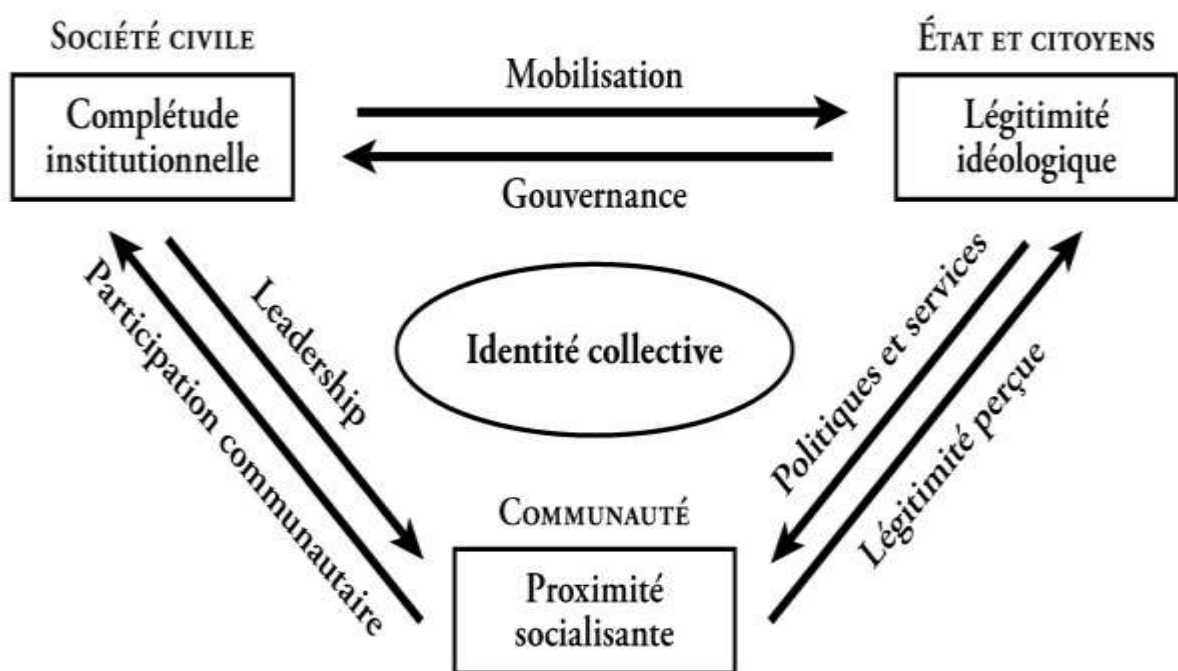 SOCIÉTÉ CIVILE
ÉTAT ET CITOYENS
Complétude
institutionnelle
Mobilisation
Gouvernance
Légitimité
idéologique
Participation communautaire
Leadership
Identité collective
Politiques et services
Légitimité perçue
COMMUNAUTÉ
Proximité
socialisante